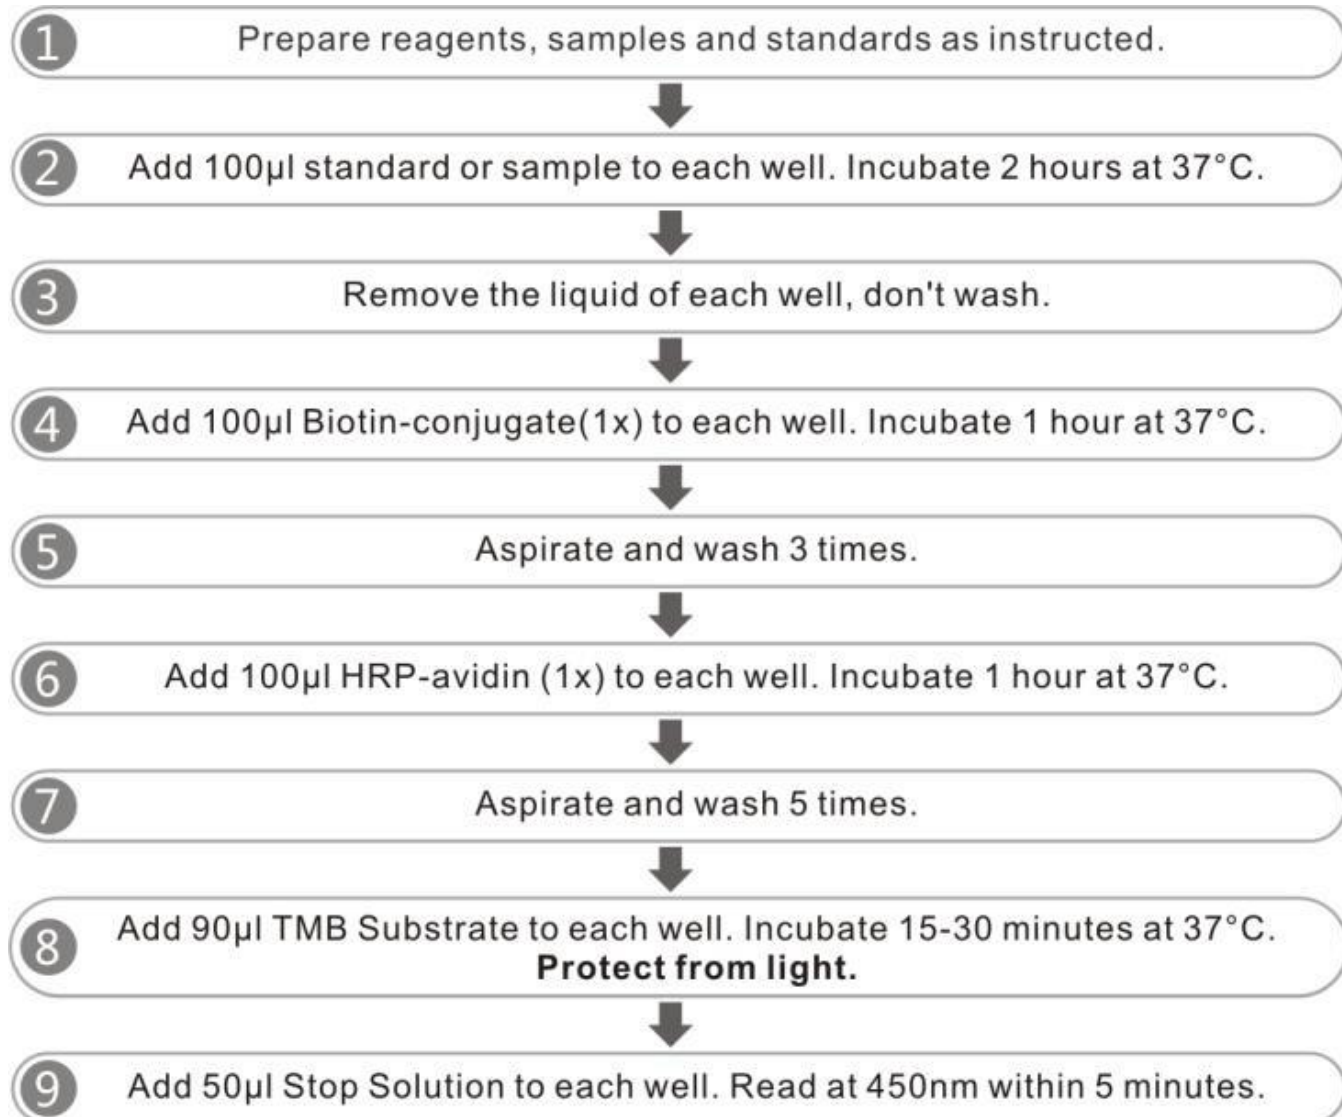 1 Prepare reagents, samples and standards as instructed.
2 Add 100µl standard or sample to each well. Incubate 2 hours at 37°C.
3 Remove the liquid of each well, don't wash.
4 Add 100µl Biotin-conjugate(1x) to each well. Incubate 1 hour at 37°C.
5 Aspirate and wash 3 times.
6 Add 100µl HRP-avidin (1x) to each well. Incubate 1 hour at 37°C.
7 Aspirate and wash 5 times.
8 Add 90µl TMB Substrate to each well. Incubate 15-30 minutes at 37°C.
Protect from light.
9 Add 50µl Stop Solution to each well. Read at 450nm within 5 minutes.